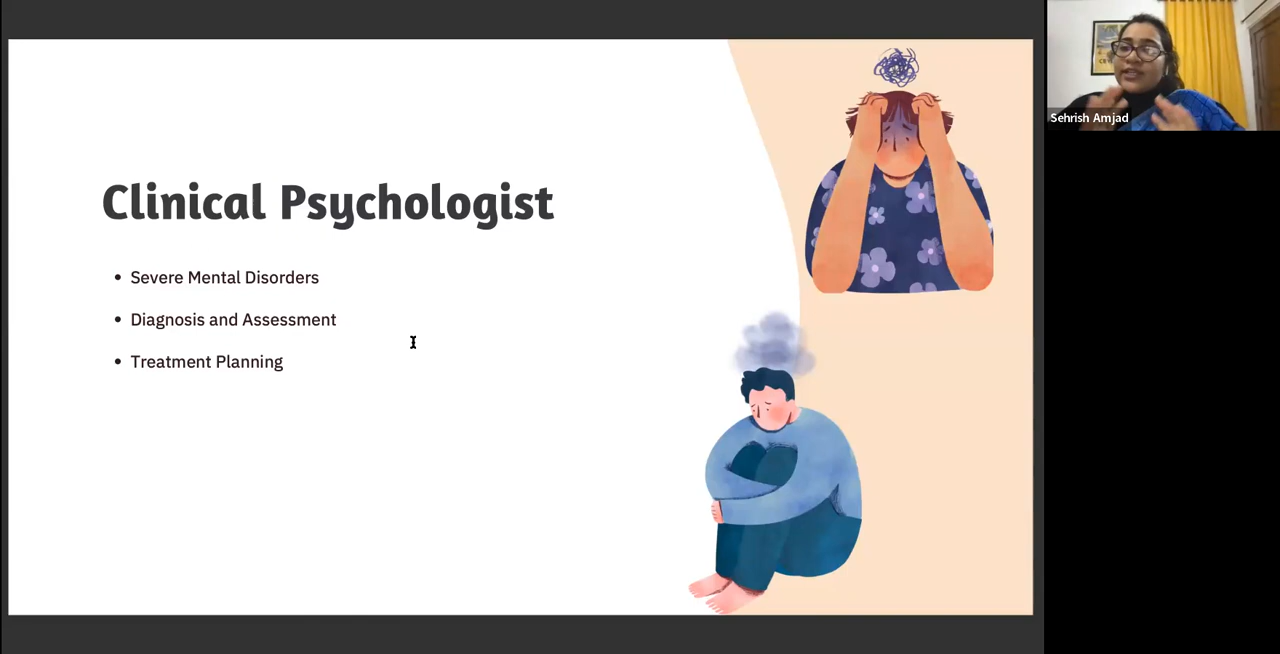 Clinical Psychologist
• Severe Mental Disorders
• Diagnosis and Assessment
• Treatment Planning
Sehrish Amjad